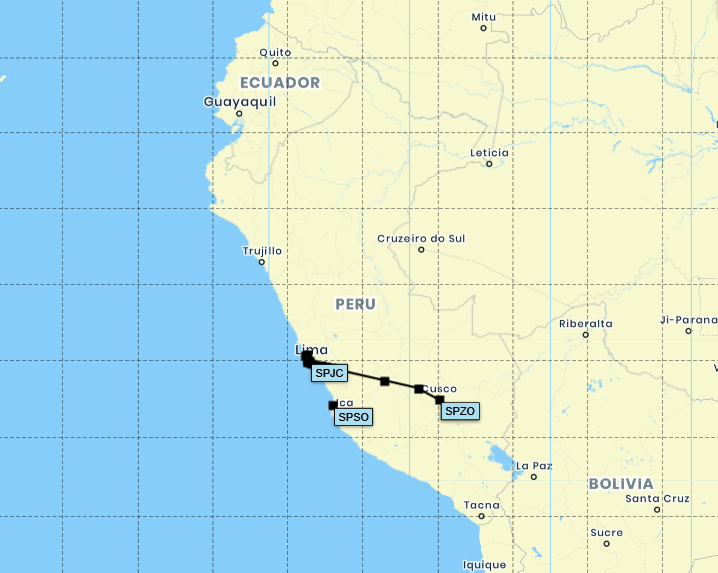 Mitu
Quito
ECUADOR
Guayaquil
Leticia
Cruzeiro do Sul
Trujillo
PERU
Riberalta
Ji-Parana
Lima
SPJC
Cusco
Ica
SPZO
SPSO
La Paz
BOLIVIA
Santa Cruz
Tacna
Sucre
Iquique